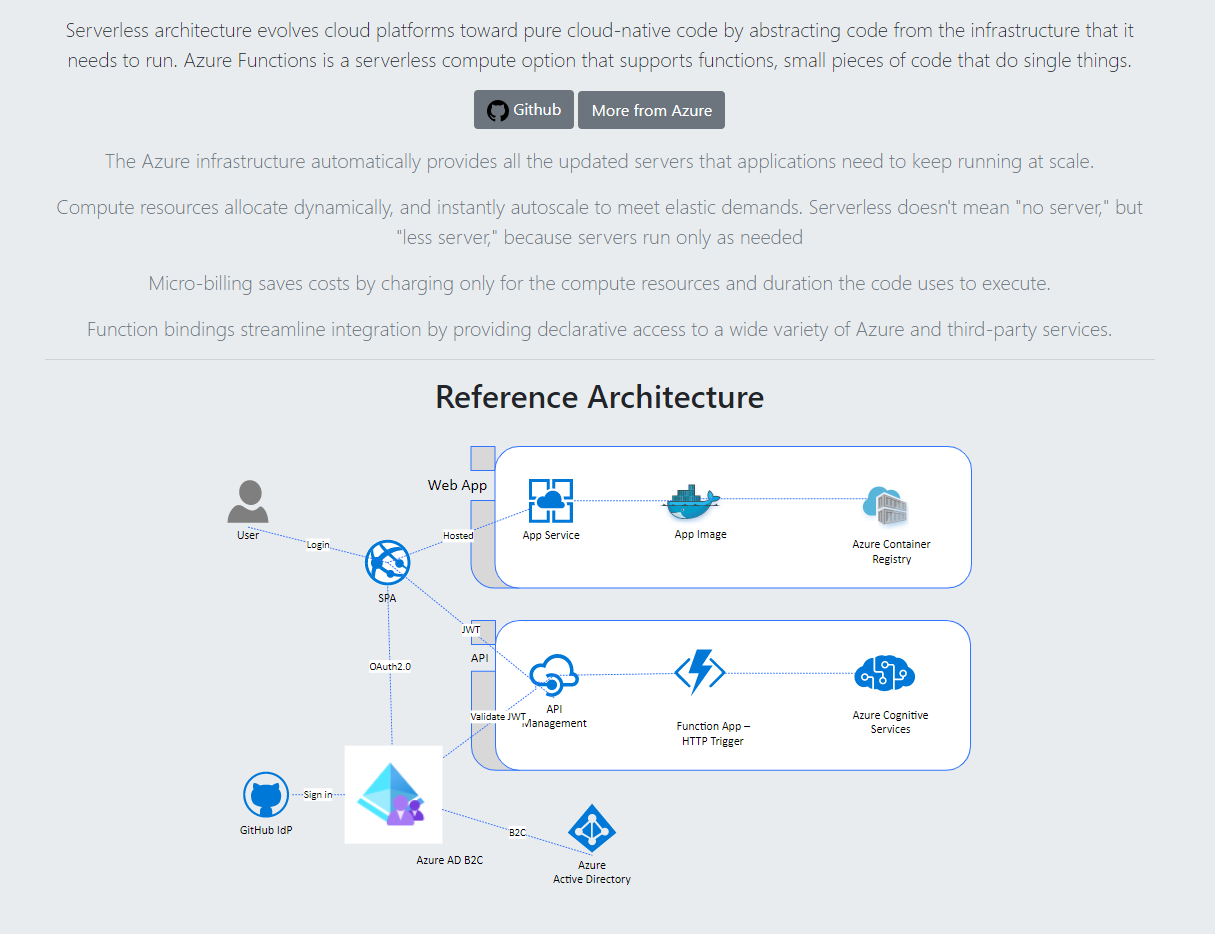 Serverless architecture evolves cloud platforms toward pure cloud-native code by abstracting code from the infrastructure that it
needs to run. Azure Functions is a serverless compute option that supports functions, small pieces of code that do single things.
Github
More from Azure
The Azure infrastructure automatically provides all the updated servers that applications need to keep running at scale.
Compute resources allocate dynamically, and instantly autoscale to meet elastic demands. Serverless doesn't mean "no server," but
"less server," because servers run only as needed
Micro-billing saves costs by charging only for the compute resources and duration the code uses to execute.
Function bindings streamline integration by providing declarative access to a wide variety of Azure and third-party services.
Reference Architecture
Web App
User
Login
Hosted
App Service
App Image
Azure Container
Registry
SPA
JWT
API
OAuth2.0
Validate JWT
API
Management
Function App –
HTTP Trigger
Azure Cognitive
Services
Sign in
GitHub IdP
B2C
Azure AD B2C
Azure
Active Directory